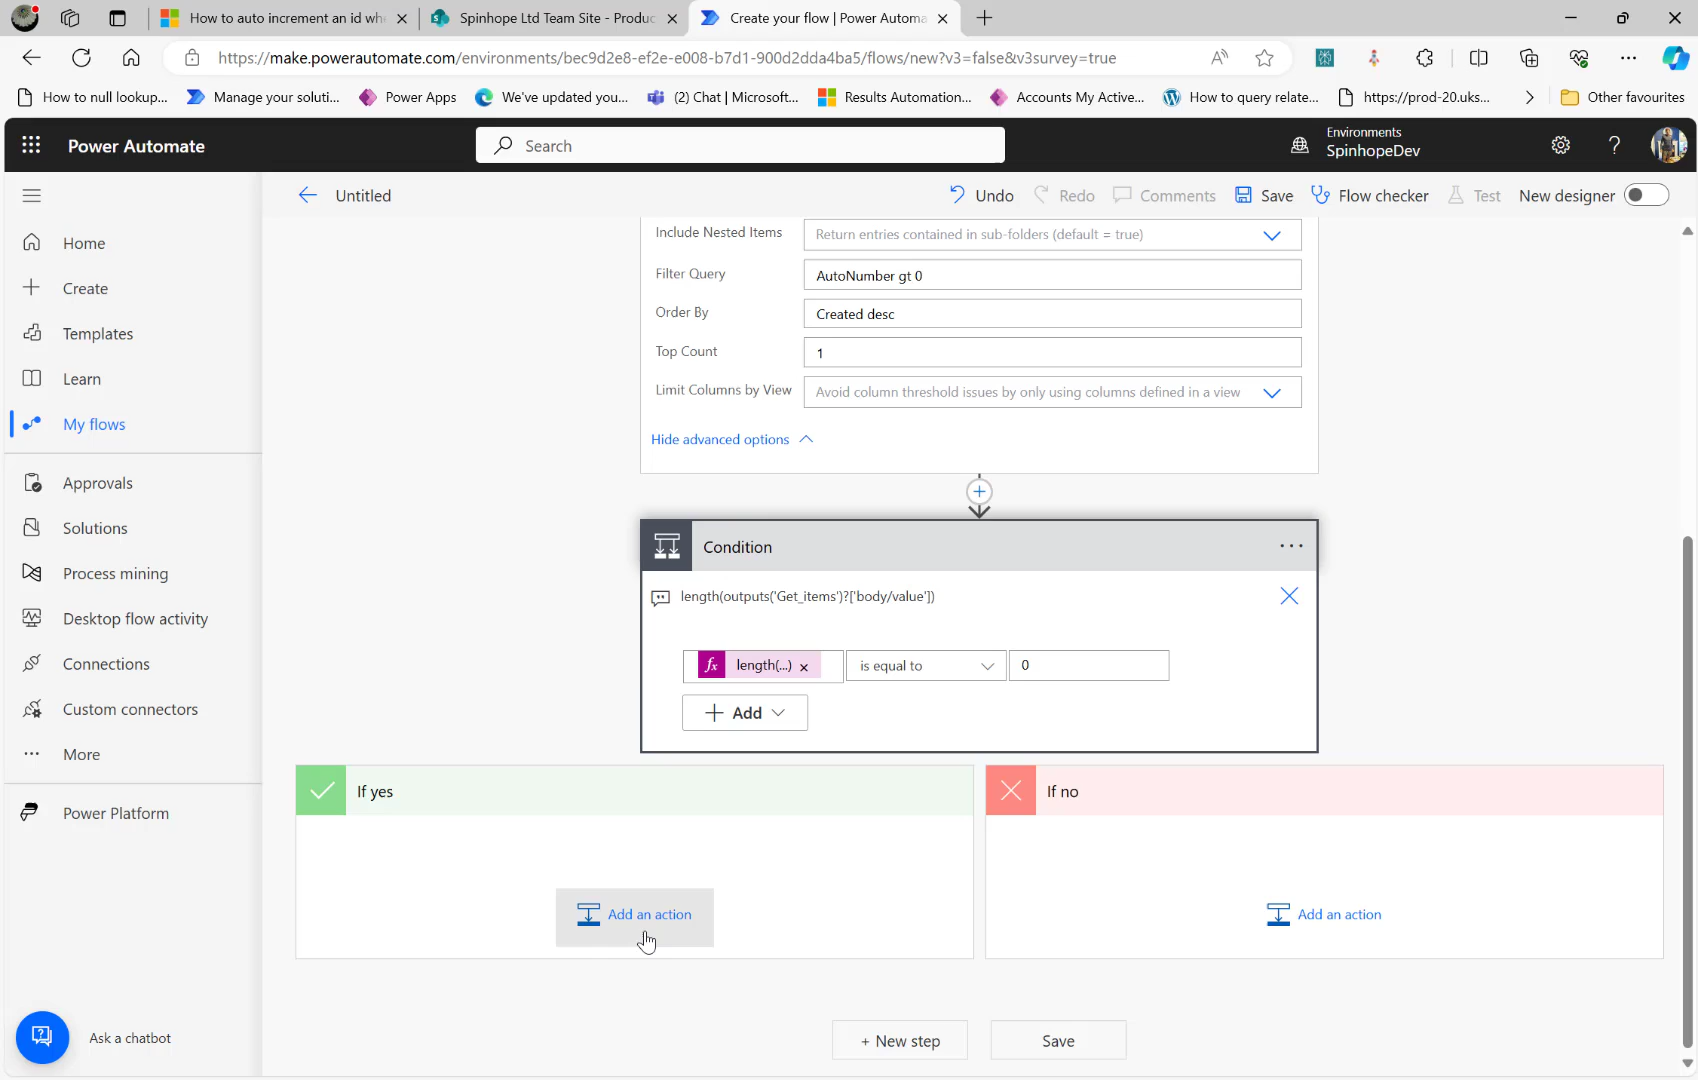 How to auto increment an id whe
Spinhope Ltd Team Site - Produc
Create your flow | Power Automa
https://make.powerautomate.com/environments/bec9d2e8-ef2e-e008-b7d1-900d2dda4ba5/flows/new?v3=false&v3survey=true
How to null lookup...
Manage your soluti...
Power Apps
We've updated you...
(2) Chat | Microsoft...
Results Automation...
Accounts My Active...
How to query relate...
https://prod-20.uks...
Other favourites
Power Automate
Search
Environments
SpinhopeDev
?
Untitled
Undo
Redo
Comments
Save
Flow checker
Test
New designer
Home
Create
Templates
Learn
My flows
Approvals
Solutions
Process mining
Desktop flow activity
Connections
Custom connectors
More
Power Platform
Ask a chatbot
Include Nested Items
Return entries contained in sub-folders (default = true)
Filter Query
AutoNumber gt 0
Order By
Created desc
Top Count
1
Limit Columns by View
Avoid column threshold issues by only using columns defined in a view
Hide advanced options
Condition
length(outputs('Get_items')?['body/value'])
fx length(...)
is equal to
0
Add
If yes
Add an action
If no
Add an action
+ New step
Save